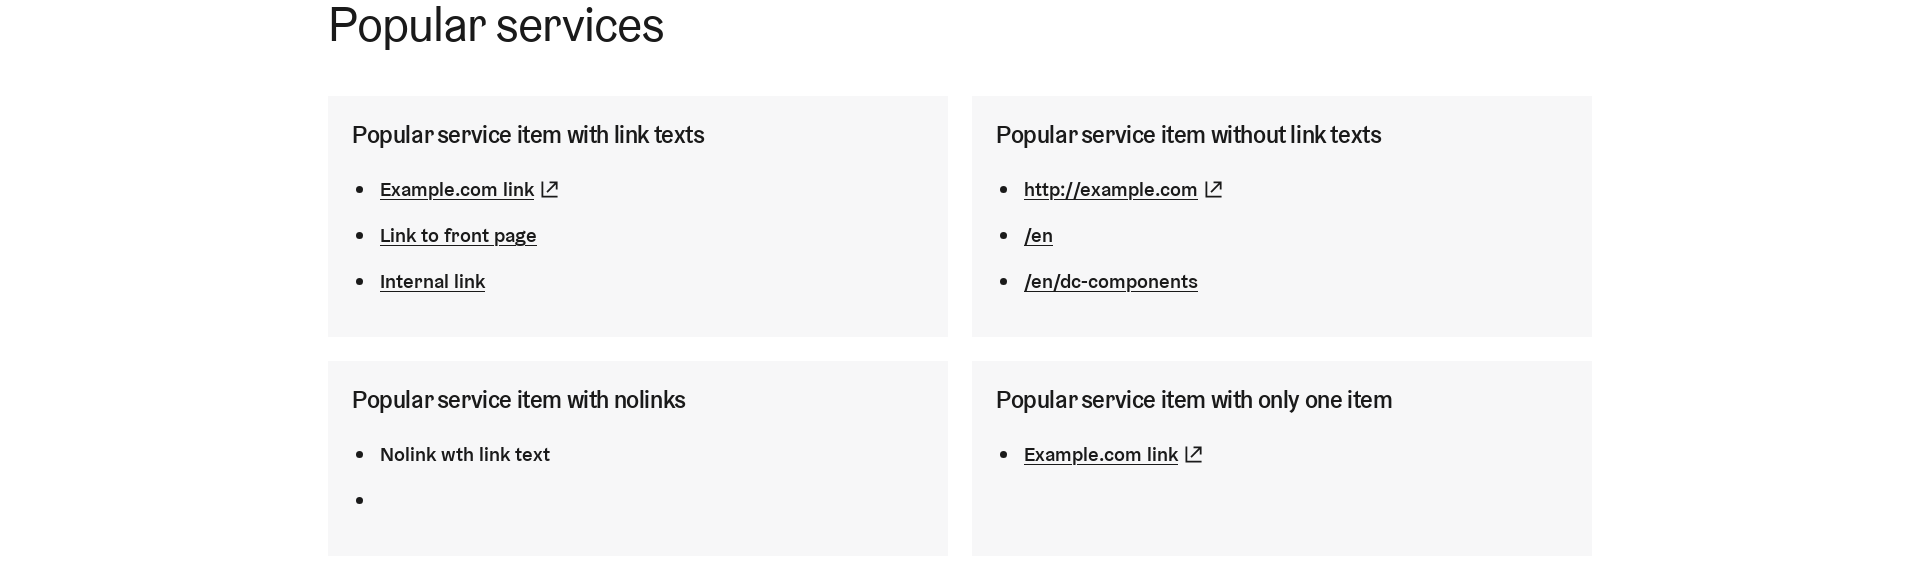 Popular services
Popular service item with link texts
Example.com link
Link to front page
Internal link
Popular service item without link texts
http://example.com
/en
/en/dc-components
Popular service item with nolinks
Nolink wth link text
Popular service item with only one item
Example.com link